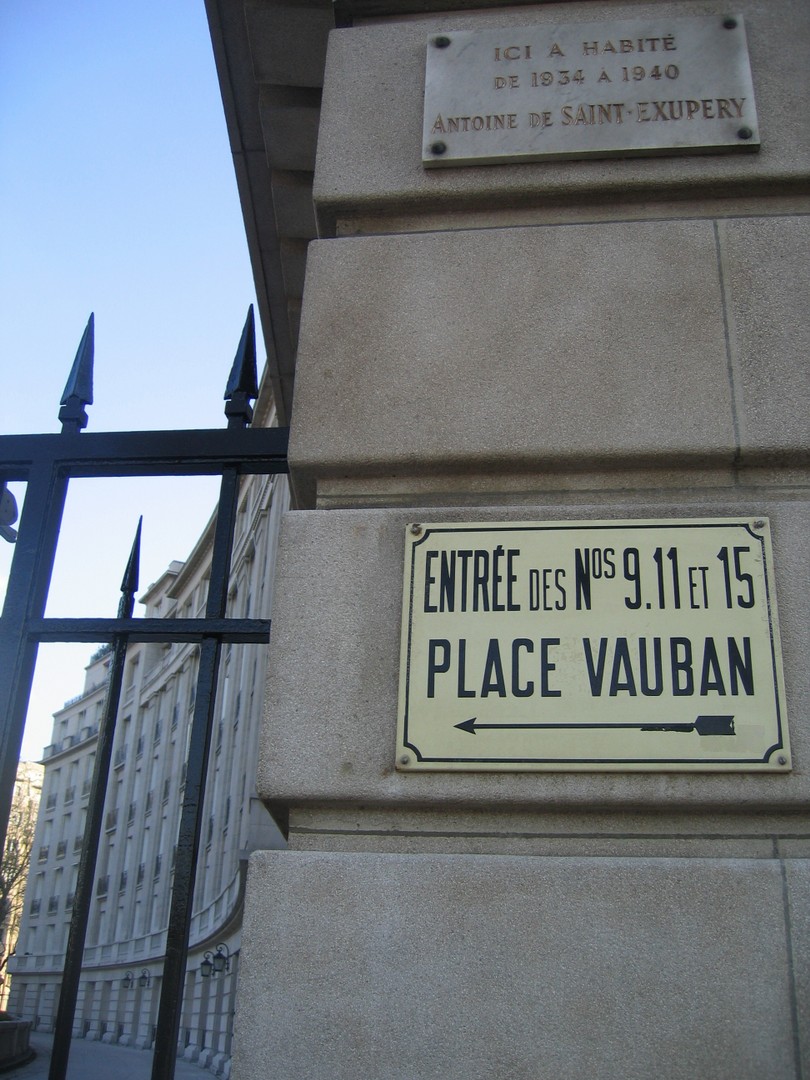 ICI A HABITÉ
DE 1934 À 1940
ANTOINE DE SAINT-EXUPERY
ENTRÉE DES NOS 9.11 ET 15
PLACE VAUBAN